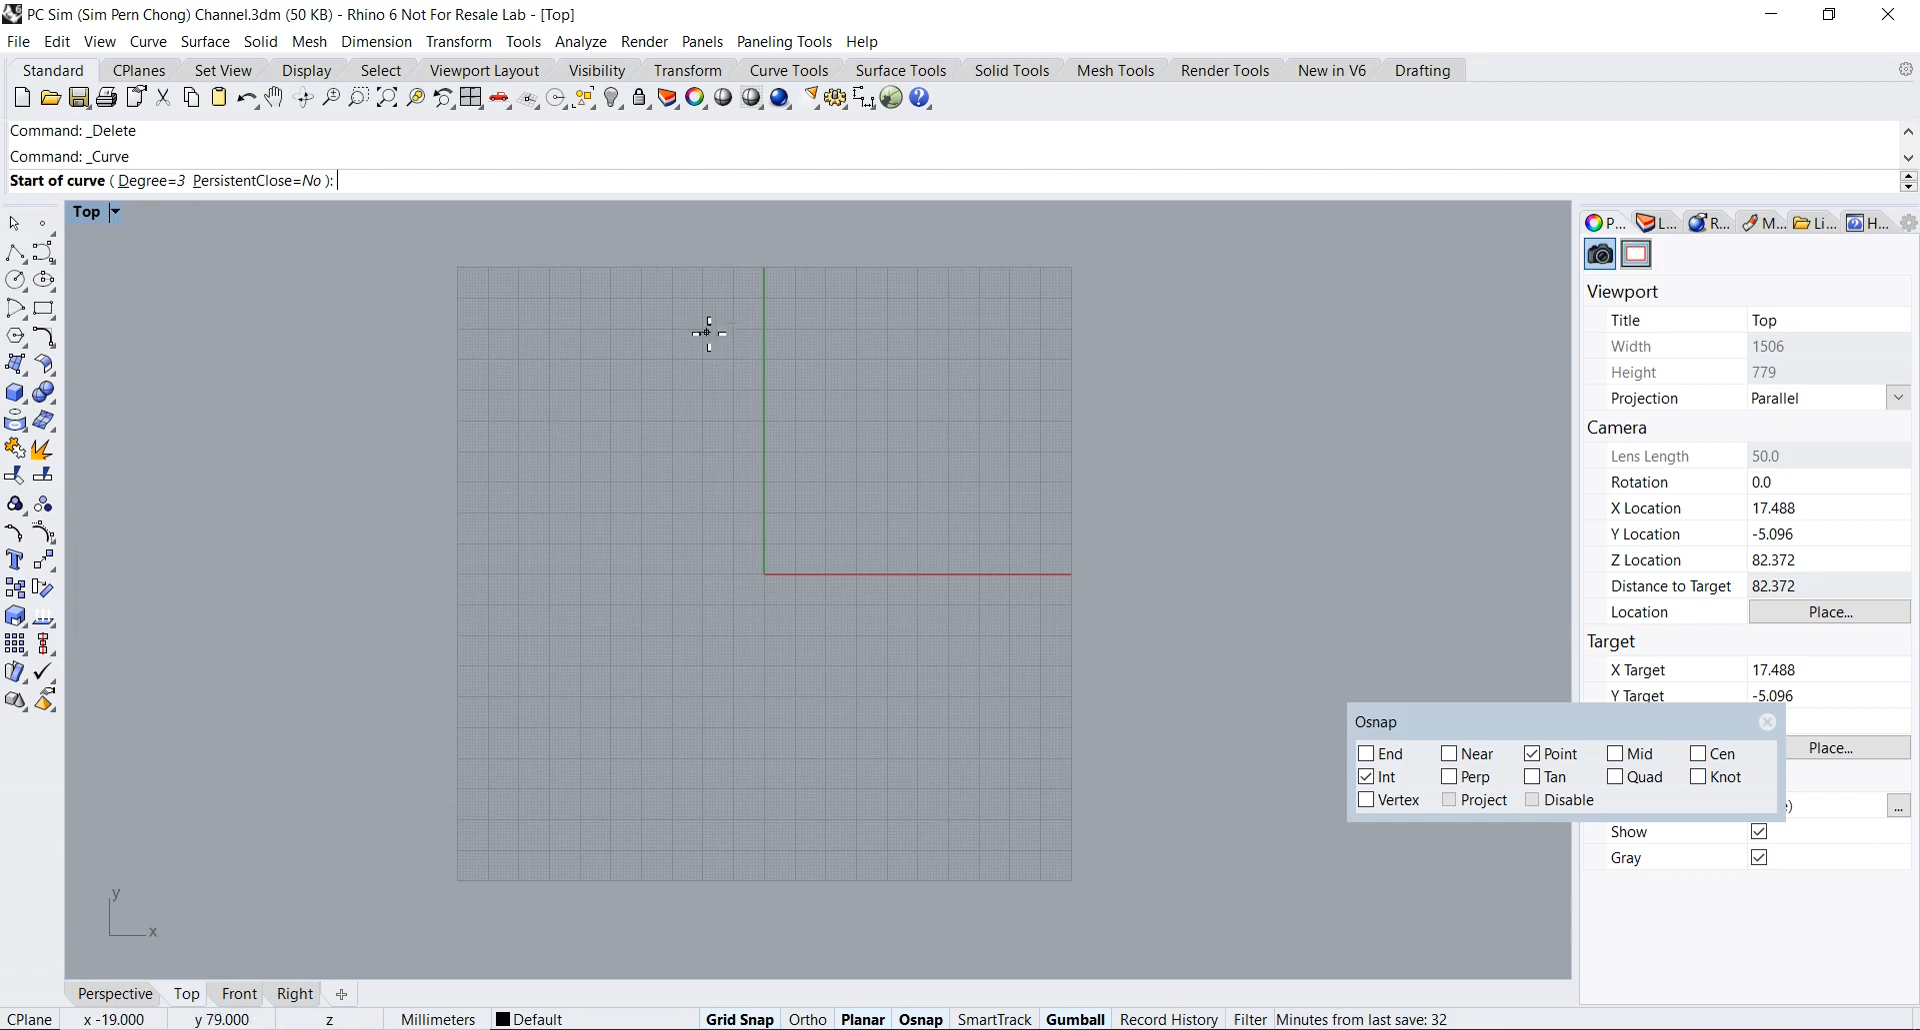 PC Sim (Sim Pern Chong) Channel.3dm (50 KB) - Rhino 6 Not For Resale Lab - [Top]
File Edit View Curve Surface Solid Mesh Dimension Transform Tools Analyze Render Panels Paneling Tools Help
Standard CPlanes Set View Display Select Viewport Layout Visibility Transform Curve Tools Surface Tools Solid Tools Mesh Tools Render Tools New in V6 Drafting
Command: _Delete
Command: _Curve
Start of curve ( Degree=3 PersistentClose=No ):
Top
P... L... R... M... Li... H...
Viewport
Title Top
Width 1506
Height 779
Projection Parallel
Camera
Lens Length 50.0
Rotation 0.0
X Location 17.488
Y Location -5.096
Z Location 82.372
Distance to Target 82.372
Location Place...
Target
X Target 17.488
Y Target -5.096
Place...
Osnap
End Near Point Mid Cen
Int Perp Tan Quad Knot
Vertex Project Disable
) ...
Show
Gray
y
x
Perspective Top Front Right
CPlane x -19.000 y 79.000 z Millimeters Default Grid Snap Ortho Planar Osnap SmartTrack Gumball Record History Filter Minutes from last save: 32